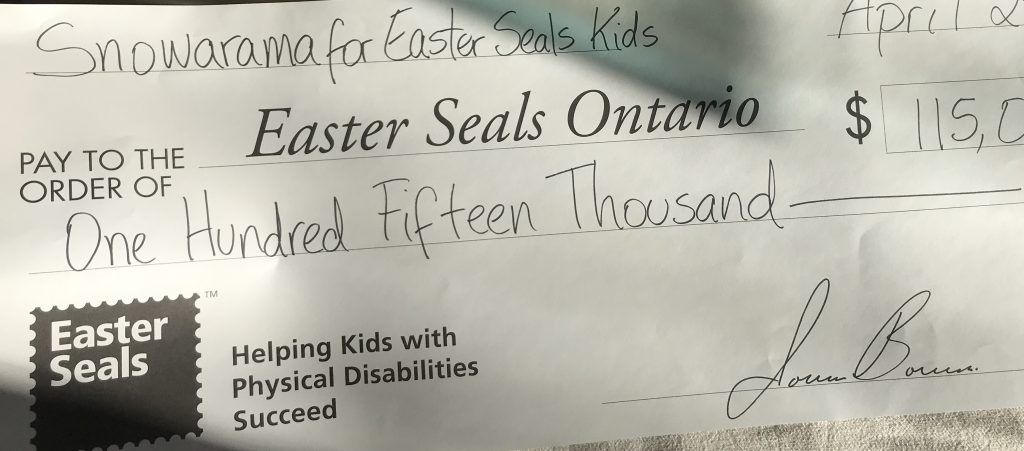 Snowarama for Easter Seals Kids
April 2
PAY TO THE
ORDER OF
Easter Seals Ontario
$ 115,0
One Hundred Fifteen Thousand
Easter
Seals
TM
Helping Kids with
Physical Disabilities
Succeed